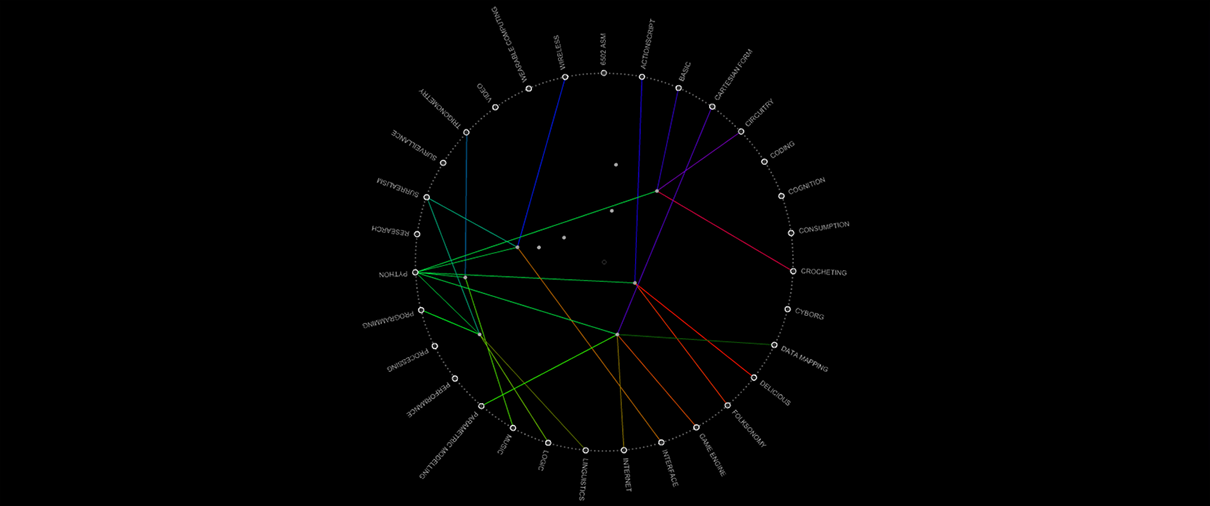 6502 ASM
ACTIONSCRIPT
BASIC
CARTESIAN FORM
CIRCUITRY
CODING
COGNITION
CONSUMPTION
CROCHETING
CYBORG
DATA MAPPING
DELICIOUS
FOLKSONOMY
GAME ENGINE
INTERFACE
INTERNET
LINGUISTICS
LOGIC
MUSIC
PARAMETRIC MODELLING
PERFORMANCE
PROCESSING
PROGRAMMING
PYTHON
RESEARCH
SURREALISM
SURVEILLANCE
TRIGONOMETRY
VIDEO
WEARABLE COMPUTING
WIRELESS